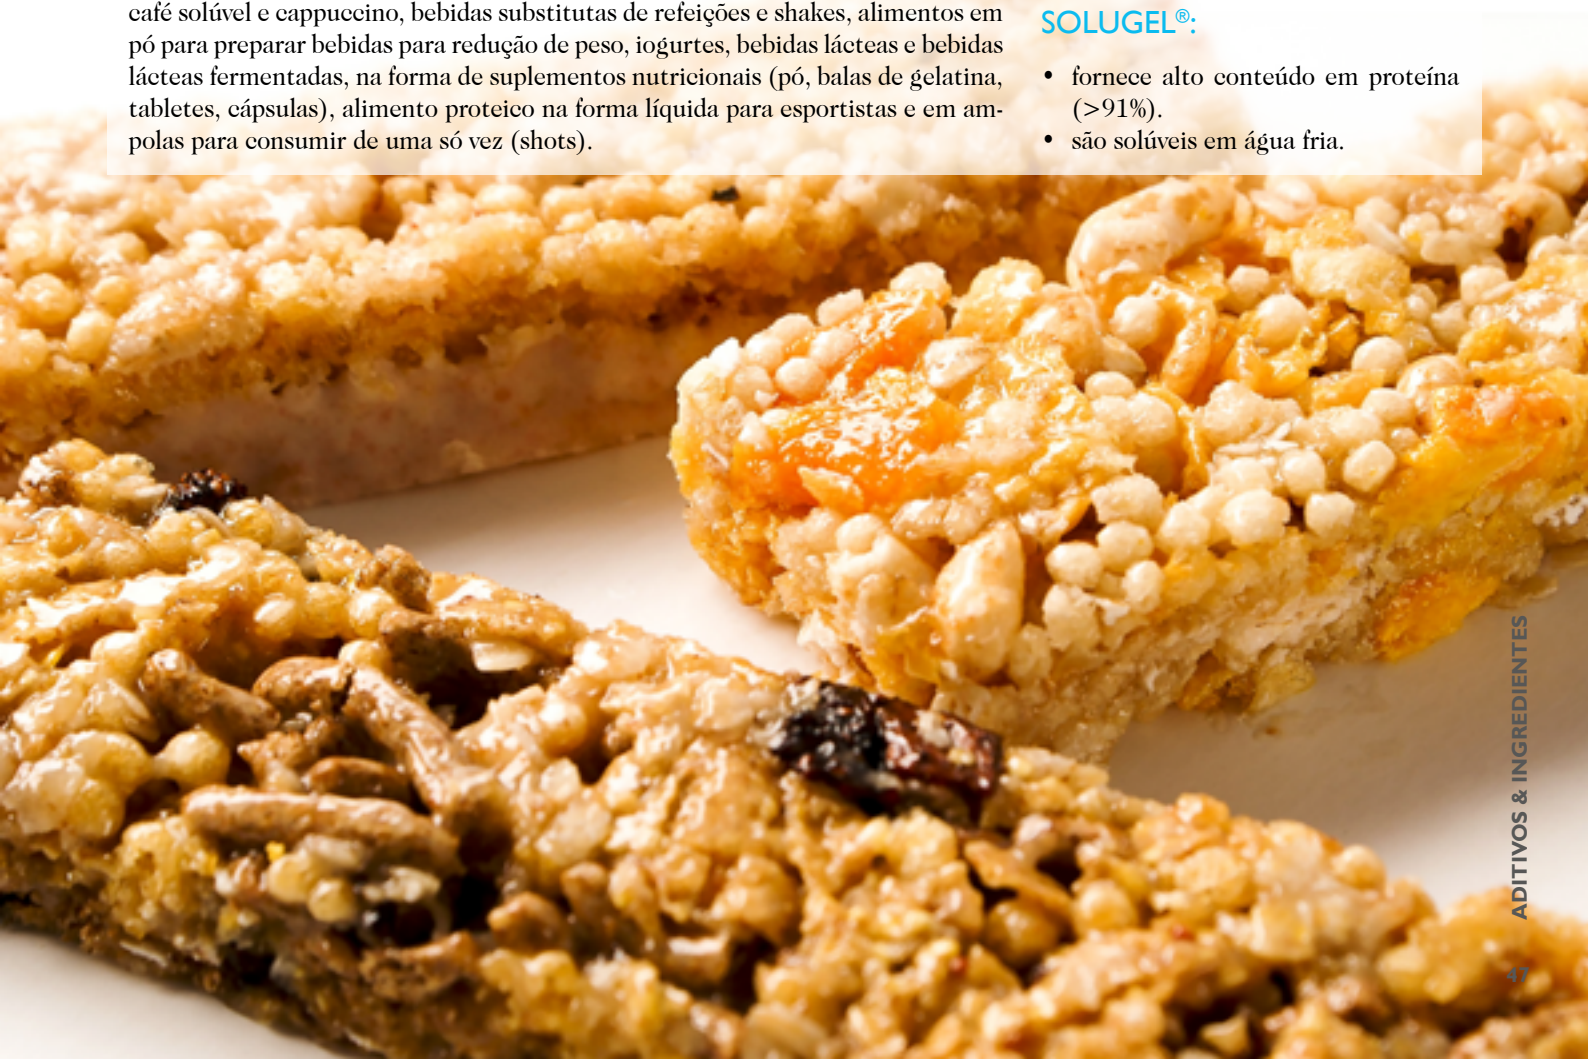 café solúvel e cappuccino, bebidas substitutas de refeições e shakes, alimentos em
pó para preparar bebidas para redução de peso, iogurtes, bebidas lácteas e bebidas
lácteas fermentadas, na forma de suplementos nutricionais (pó, balas de gelatina,
tabletes, cápsulas), alimento proteico na forma líquida para esportistas e em am-
polas para consumir de uma só vez (shots).
SOLUGEL®:
• fornece alto conteúdo em proteína
(>91%).
• são solúveis em água fria.
ADITIVOS & INGREDIENTES
47